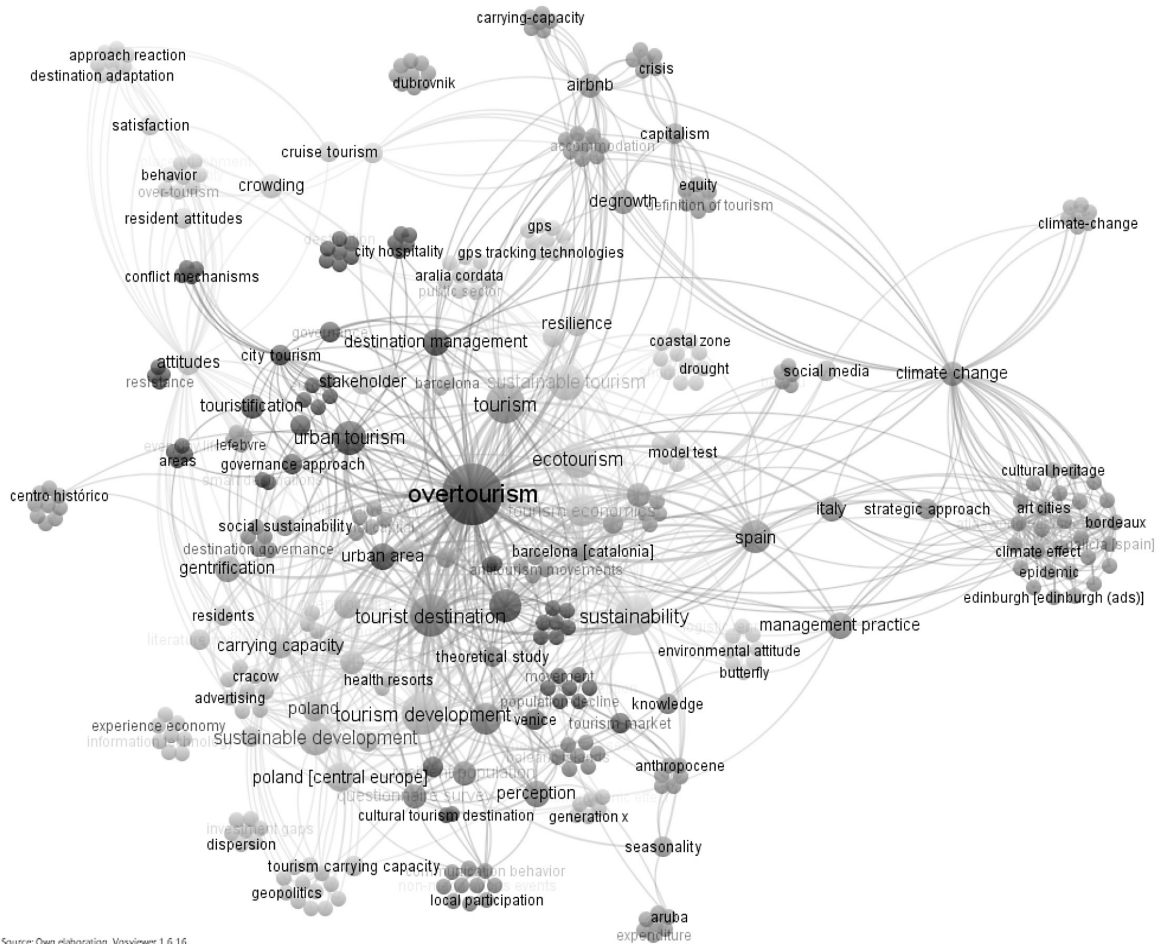 carrying-capacity
approach reaction
crisis
destination adaptation
dubrovnik
airbnb
satisfaction
capitalism
cruise tourism
accommodation
behavior
crowding
equity
over-tourism
degrowth
definition of tourism
resident attitudes
gps
climate-change
city hospitality
gps tracking technologies
conflict mechanisms
aralia cordata
public sector
resilience
governance
destination management
coastal zone
city tourism
attitudes
drought
social media
climate change
resistance
stakeholder
barcelona
sustainable tourism
touristification
tourism
urban tourism
lefebvre
areas
governance approach
ecotourism
model test
cultural heritage
centro histórico
overtourism
tourism economics
italy
strategic approach
art cities
bordeaux
social sustainability
spain
destination governance
urban area
barcelona [catalonia]
climate effect
gentrification
antitourism movements
epidemic
edinburgh [edinburgh (ads)]
residents
tourist destination
sustainability
management practice
carrying capacity
theoretical study
environmental attitude
cracow
health resorts
movement
butterfly
advertising
population decline
knowledge
poland
tourism development
venice
tourism market
experience economy
information technology
sustainable development
anthropocene
poland [central europe]
questionnaire survey
perception
cultural tourism destination
generation x
investment gaps
dispersion
seasonality
tourism carrying capacity
communication behavior
geopolitics
local participation
aruba
expenditure
Source: Own elaboration, Vosviewer 1.6.16